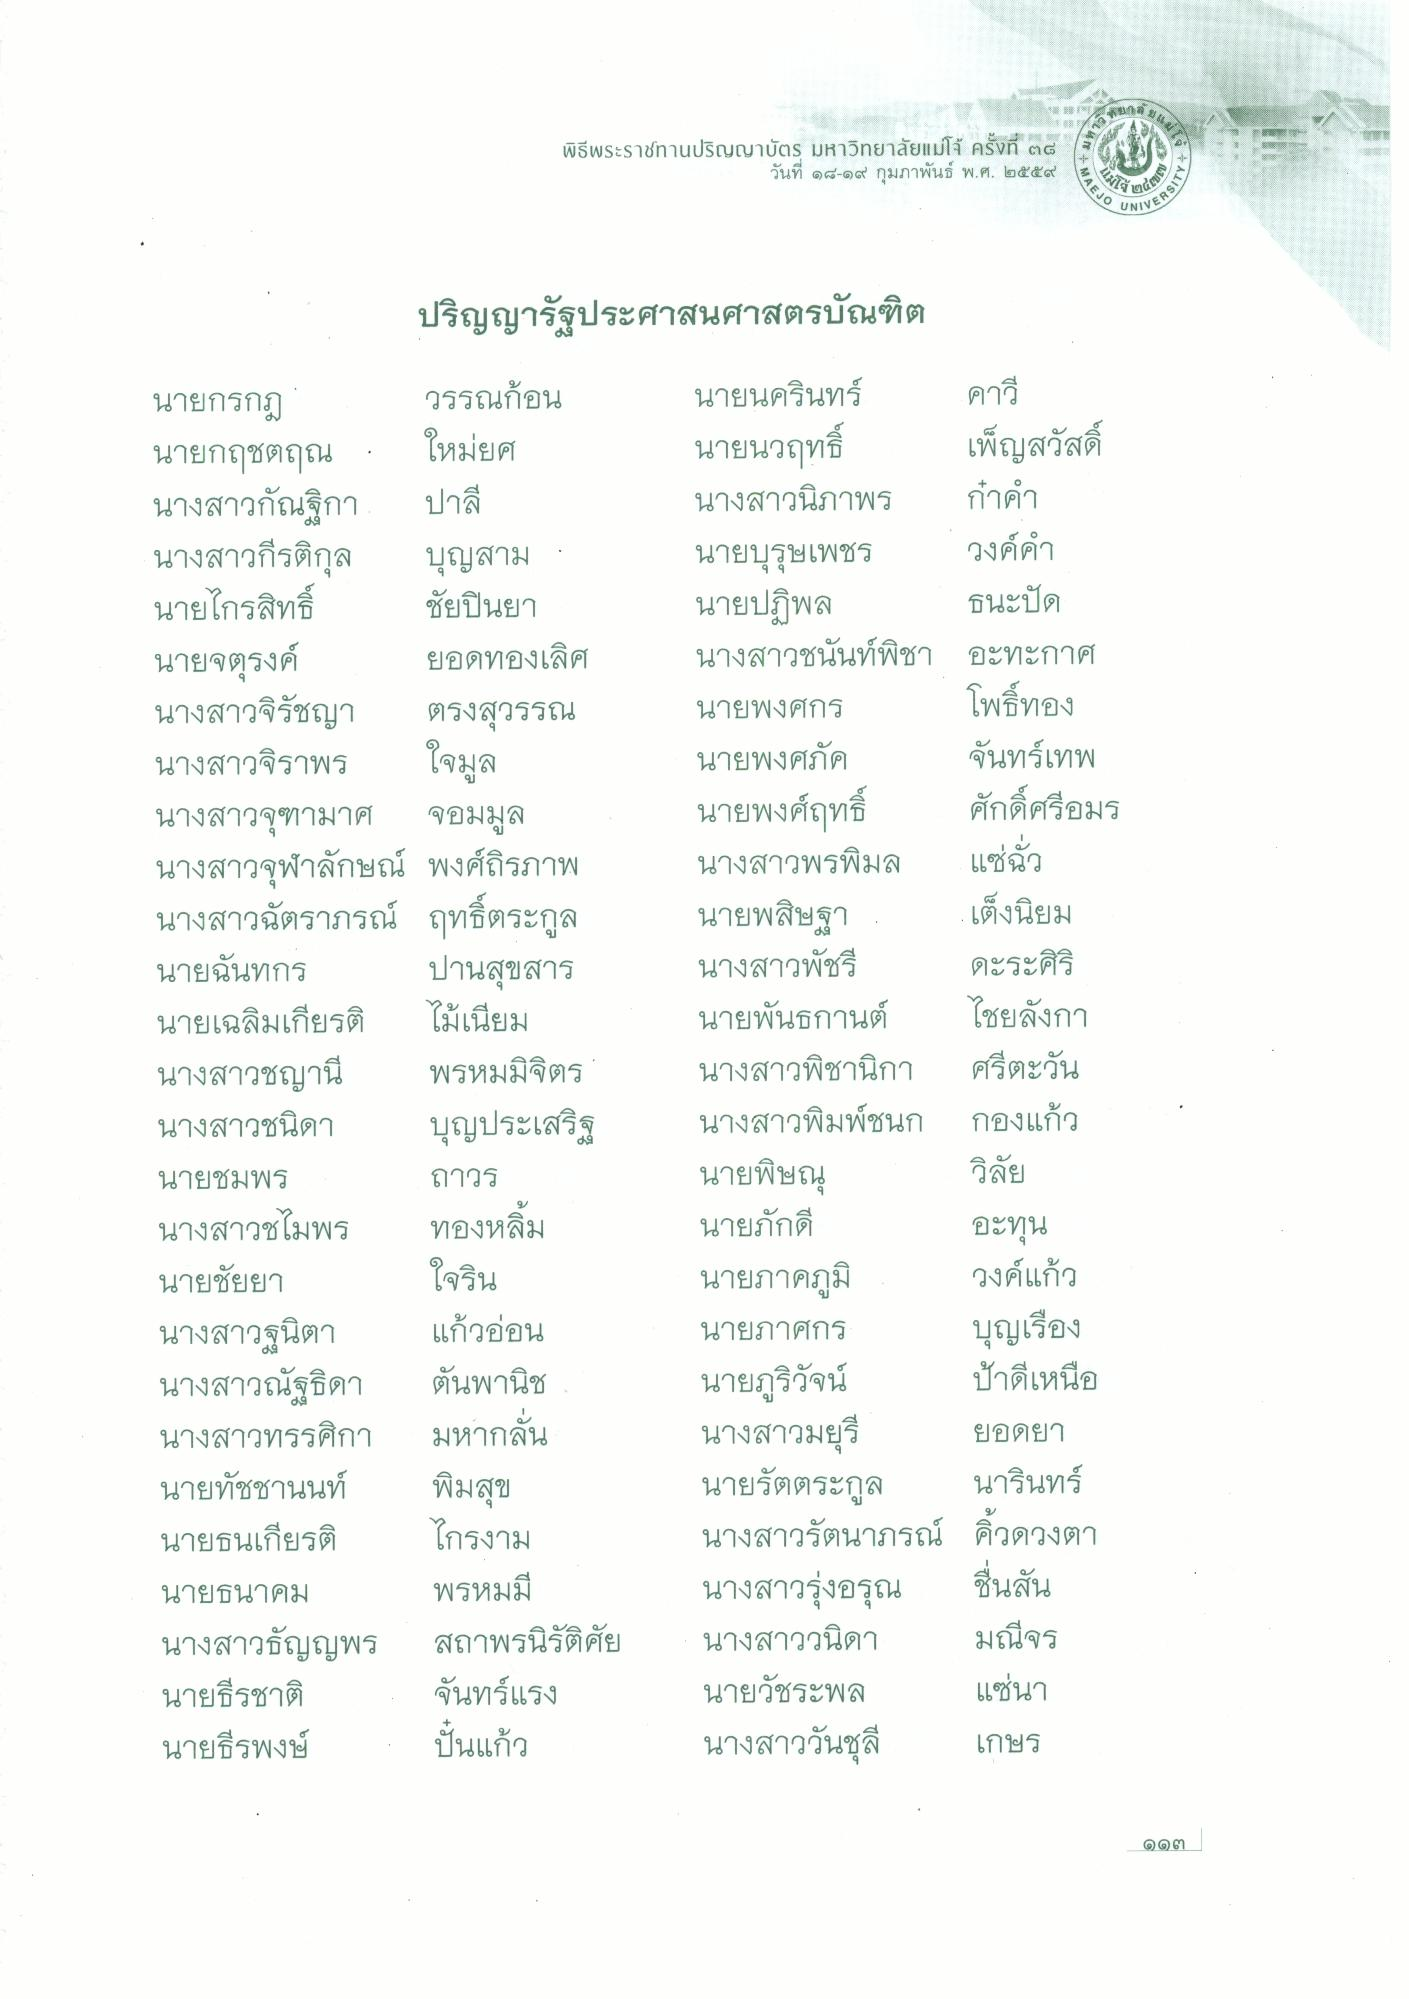 พิธีพระราชทานปริญญาบัตร มหาวิทยาลัยแม่โจ้ ครั้งที่ ๓๘
วันที่ ๑๘-๑๙ กุมภาพันธ์ พ.ศ. ๒๕๕๙
มหาวิทยาลัยแม่โจ้
แม่โจ้ ๒๔๗๗
MAEJO UNIVERSITY
ปริญญารัฐประศาสนศาสตรบัณฑิต
นายกรกฎ วรรณก้อน
นายกฤชตฤณ ใหม่ยศ
นางสาวกัณฐิกา ปาลี
นางสาวกีรติกุล บุญสาม
นายไกรสิทธิ์ ชัยปินยา
นายจตุรงค์ ยอดทองเลิศ
นางสาวจิรัชญา ตรงสุวรรณ
นางสาวจิราพร ใจมูล
นางสาวจุฑามาศ จอมมูล
นางสาวจุฬาลักษณ์ พงศ์ถิรภาพ
นางสาวฉัตราภรณ์ ฤทธิ์ตระกูล
นายฉันทกร ปานสุขสาร
นายเฉลิมเกียรติ ไม้เนียม
นางสาวชญานี พรหมมิจิตร
นางสาวชนิดา บุญประเสริฐ
นายชมพร ถาวร
นางสาวชไมพร ทองหลิ้ม
นายชัยยา ใจริน
นางสาวฐนิตา แก้วอ่อน
นางสาวณัฐธิดา ตันพานิช
นางสาวทรรศิกา มหากลั่น
นายทัชชานนท์ พิมสุข
นายธนเกียรติ ไกรงาม
นายธนาคม พรหมมี
นางสาวธัญญพร สถาพรนิรัติศัย
นายธีรชาติ จันทร์แรง
นายธีรพงษ์ ปั๋นแก้ว
นายนครินทร์ คาวี
นายนวฤทธิ์ เพ็ญสวัสดิ์
นางสาวนิภาพร ก๋าคำ
นายบุรุษเพชร วงค์คำ
นายปฏิพล ธนะปัด
นางสาวชนันท์พิชา อะทะกาศ
นายพงศกร โพธิ์ทอง
นายพงศภัค จันทร์เทพ
นายพงศ์ฤทธิ์ ศักดิ์ศรีอมร
นางสาวพรพิมล แซ่ฉั่ว
นายพสิษฐา เต็งนิยม
นางสาวพัชรี ดะระศิริ
นายพันธกานต์ ไชยลังกา
นางสาวพิชานิกา ศรีตะวัน
นางสาวพิมพ์ชนก กองแก้ว
นายพิษณุ วิลัย
นายภักดี อะทุน
นายภาคภูมิ วงค์แก้ว
นายภาศกร บุญเรือง
นายภูริวัจน์ ป้าดีเหนือ
นางสาวมยุรี ยอดยา
นายรัตตระกูล นารินทร์
นางสาวรัตนาภรณ์ คิ้วดวงตา
นางสาวรุ่งอรุณ ชื่นสัน
นางสาววนิดา มณีจร
นายวัชระพล แซ่นา
นางสาววันชุลี เกษร
๑๑๓